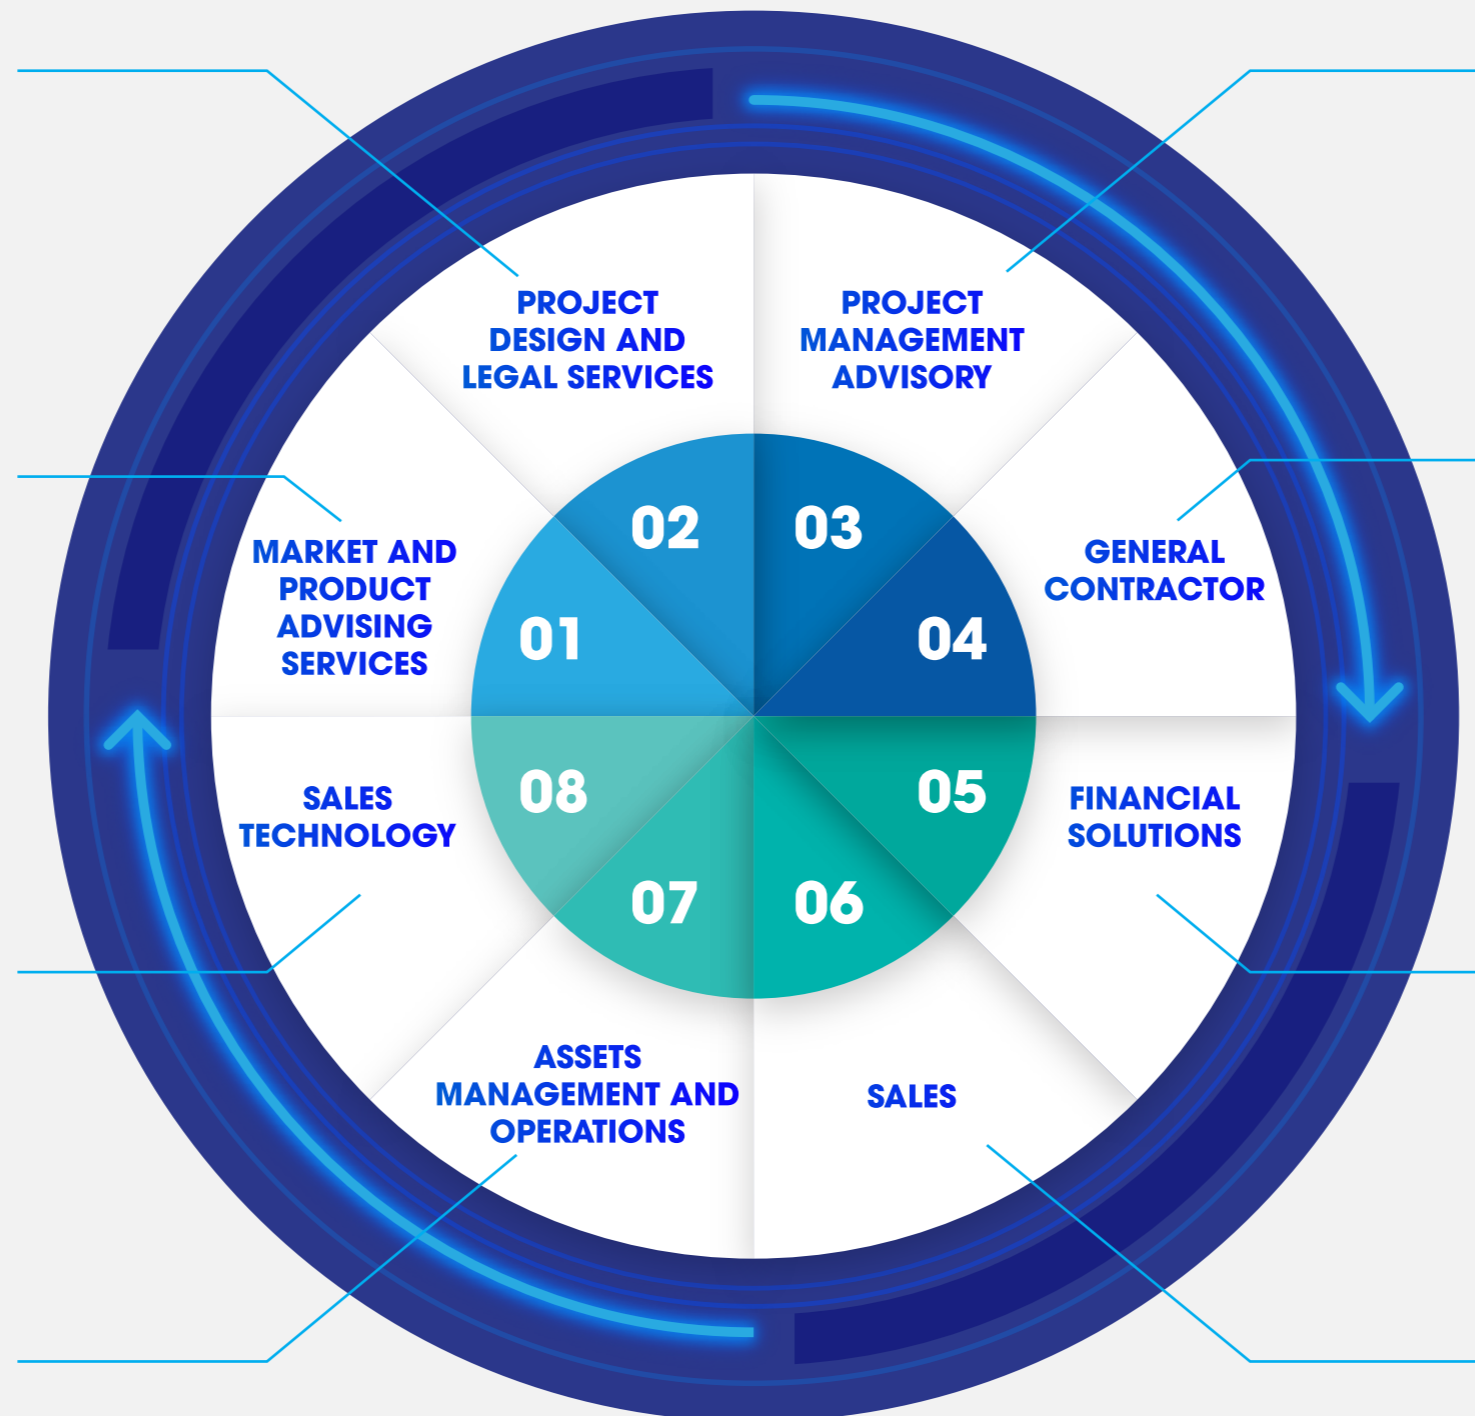 PROJECT
DESIGN AND
LEGAL SERVICES
PROJECT
MANAGEMENT
ADVISORY
02
03
MARKET AND
PRODUCT
ADVISING
SERVICES
01
04
GENERAL
CONTRACTOR
SALES
TECHNOLOGY
08
05
FINANCIAL
SOLUTIONS
07
06
ASSETS
MANAGEMENT AND
OPERATIONS
SALES